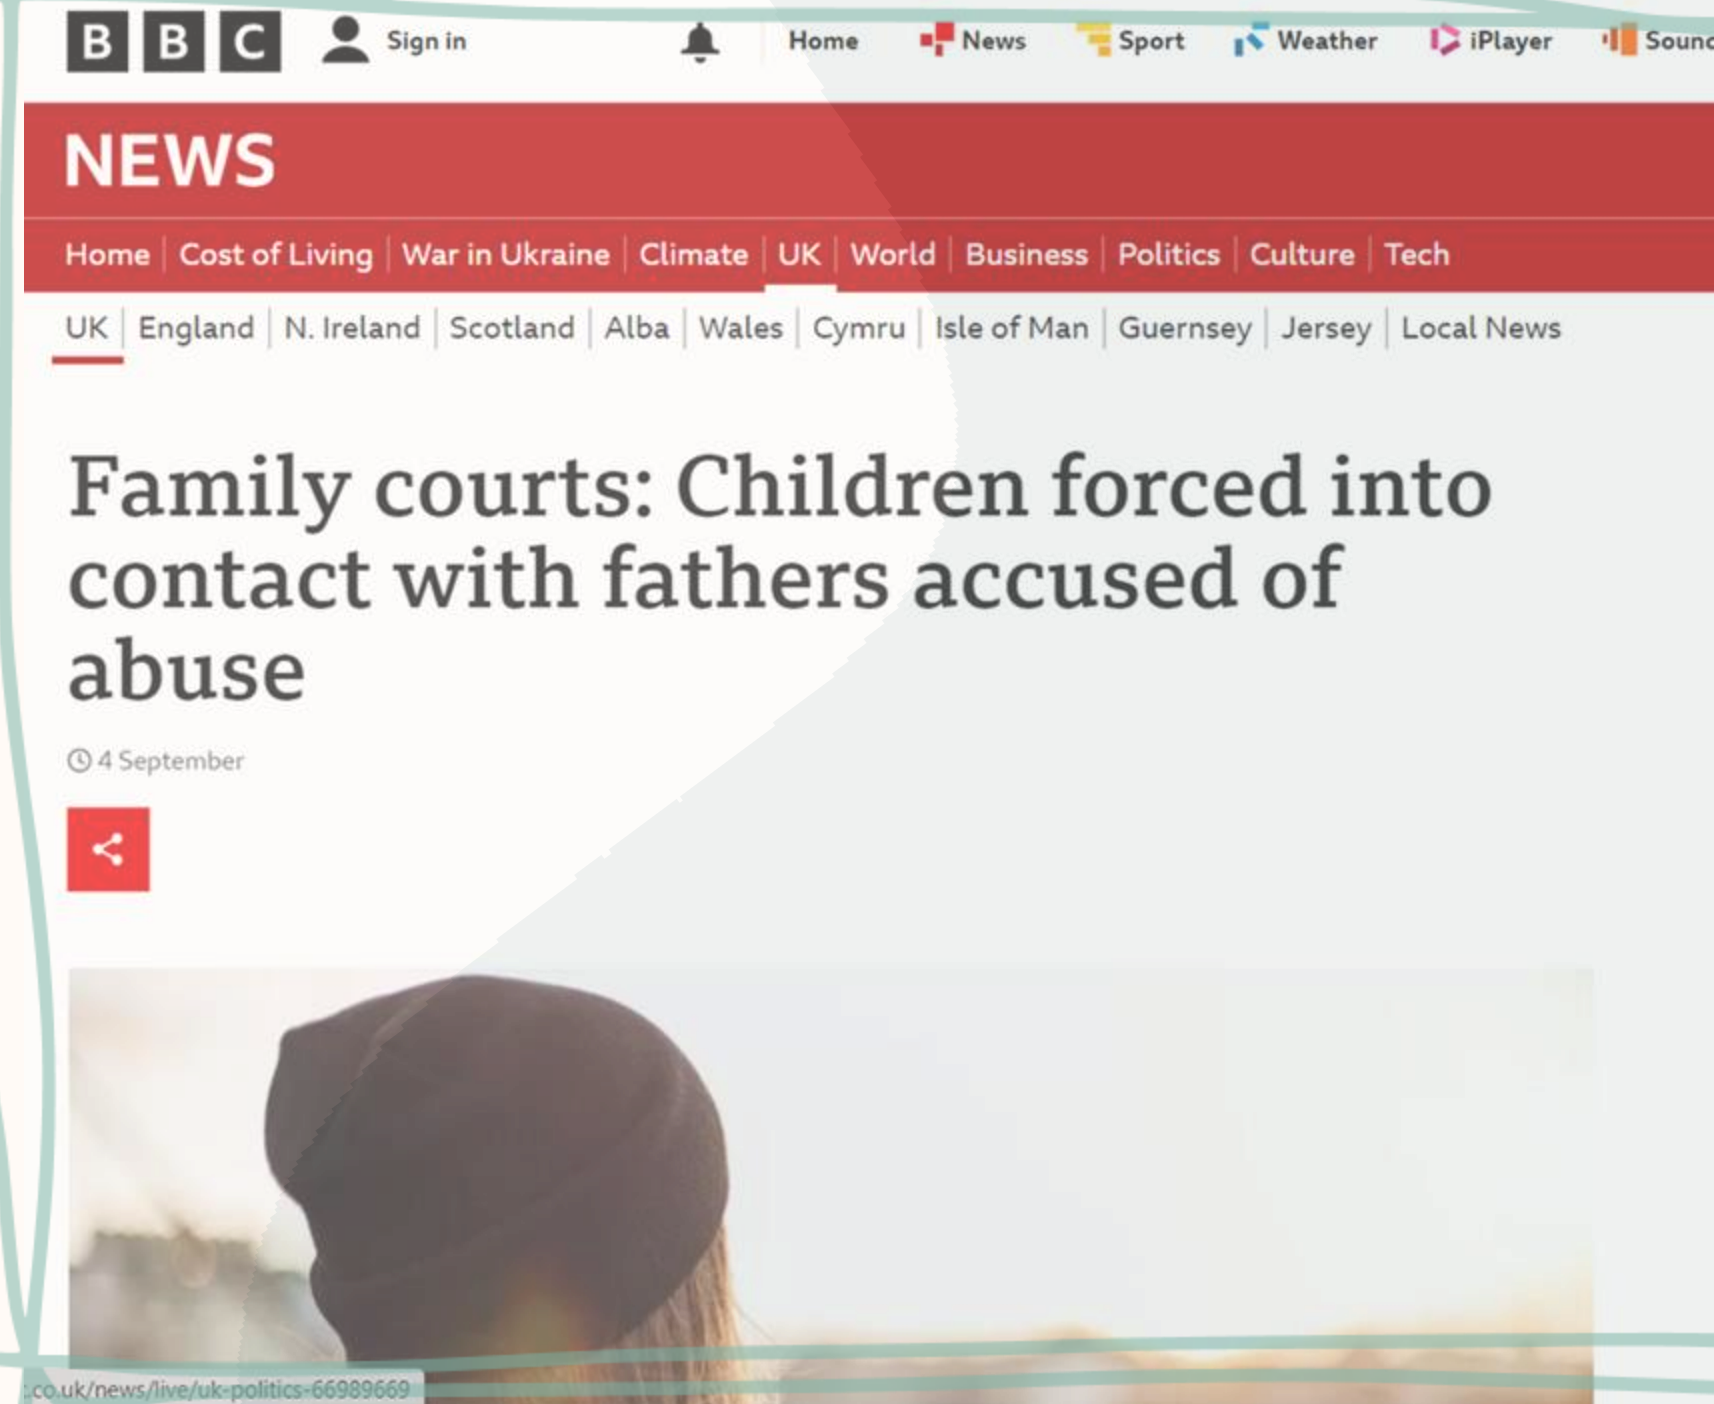 BBC Sign in Home News Sport Weather iPlayer
NEWS
Home Cost of Living War in Ukraine Climate UK World Business Politics Culture Tech
UK England N. Ireland Scotland Alba Wales Cymru Isle of Man Guernsey Jersey Local News
Family courts: Children forced into
contact with fathers accused of
abuse
4 September
.co.uk/news/live/uk-politics-66989669